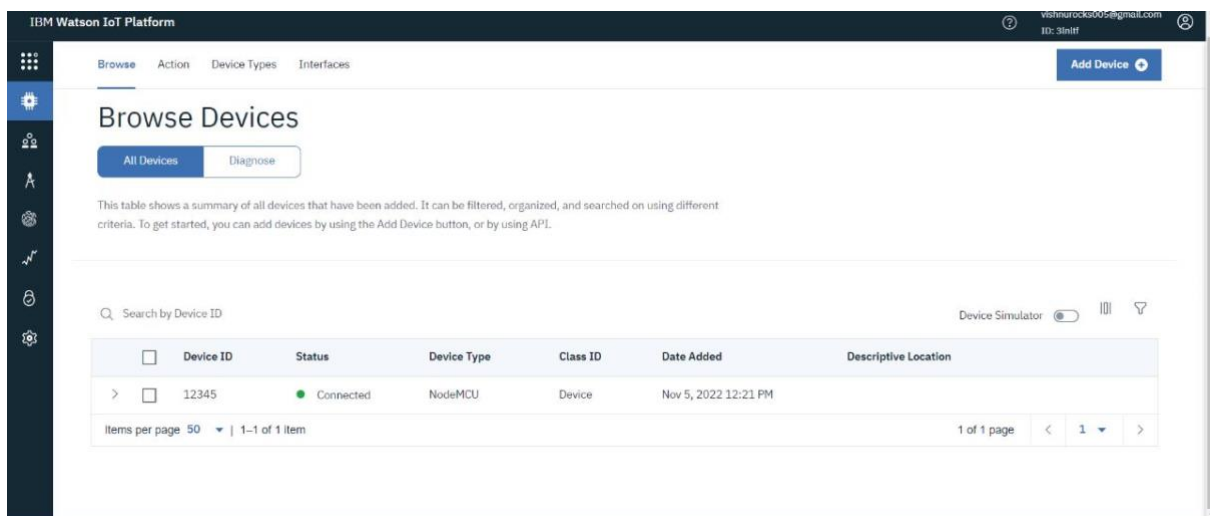 IBM Watson IoT Platform
vishnurocks005@gmail.com
ID: 3lnltf
Browse Action Device Types Interfaces
Add Device
Browse Devices
All Devices Diagnose
This table shows a summary of all devices that have been added. It can be filtered, organized, and searched on using different
criteria. To get started, you can add devices by using the Add Device button, or by using API.
Search by Device ID
Device Simulator
Device ID Status Device Type Class ID Date Added Descriptive Location
12345 Connected NodeMCU Device Nov 5, 2022 12:21 PM
Items per page 50 | 1–1 of 1 item
1 of 1 page 1